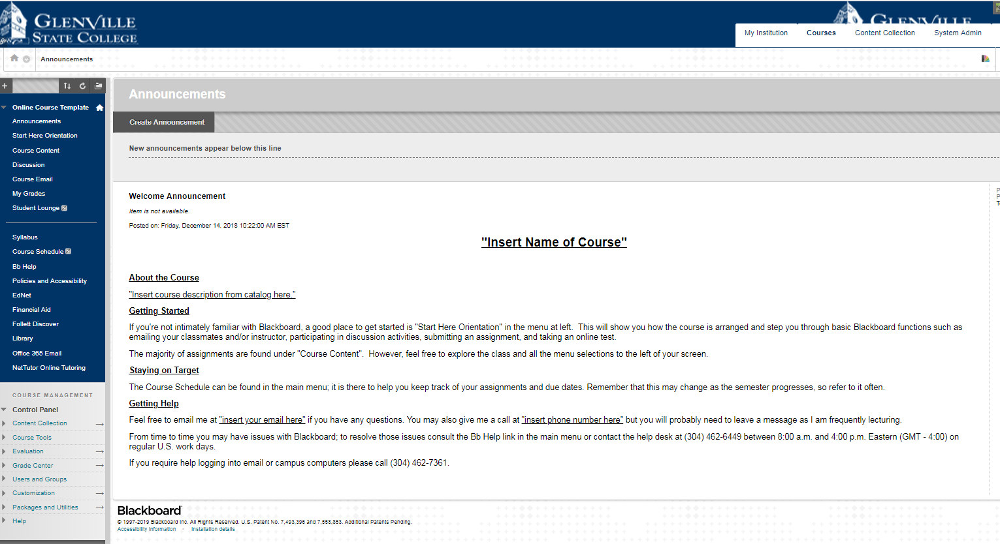 GLENVILLE
STATE COLLEGE
GLENVILLE
My Institution
Courses
Content Collection
System Admin
Announcements
Online Course Template
Announcements
Start Here Orientation
Course Content
Discussion
Course Email
My Grades
Student Lounge
Syllabus
Course Schedule
Bb Help
Policies and Accessibility
EdNet
Financial Aid
Follett Discover
Library
Office 365 Email
NetTutor Online Tutoring
COURSE MANAGEMENT
Control Panel
Content Collection
Course Tools
Evaluation
Grade Center
Users and Groups
Customization
Packages and Utilities
Help
Announcements
Create Announcement
New announcements appear below this line
Welcome Announcement
Item is not available.
Posted on: Friday, December 14, 2018 10:22:00 AM EST
"Insert Name of Course"
About the Course
"Insert course description from catalog here."
Getting Started
If you're not intimately familiar with Blackboard, a good place to get started is "Start Here Orientation" in the menu at left. This will show you how the course is arranged and step you through basic Blackboard functions such as
emailing your classmates and/or instructor, participating in discussion activities, submitting an assignment, and taking an online test.
The majority of assignments are found under "Course Content". However, feel free to explore the class and all the menu selections to the left of your screen.
Staying on Target
The Course Schedule can be found in the main menu; it is there to help you keep track of your assignments and due dates. Remember that this may change as the semester progresses, so refer to it often.
Getting Help
Feel free to email me at "insert your email here" if you have any questions. You may also give me a call at "insert phone number here" but you will probably need to leave a message as I am frequently lecturing.
From time to time you may have issues with Blackboard; to resolve those issues consult the Bb Help link in the main menu or contact the help desk at (304) 462-6449 between 8:00 a.m. and 4:00 p.m. Eastern (GMT - 4:00) on
regular U.S. work days.
If you require help logging into email or campus computers please call (304) 462-7361.
Blackboard
© 1997-2019 Blackboard Inc. All Rights Reserved. U.S. Patent No. 7,493,396 and 7,558,853. Additional Patents Pending.
Accessibility information - Installation details